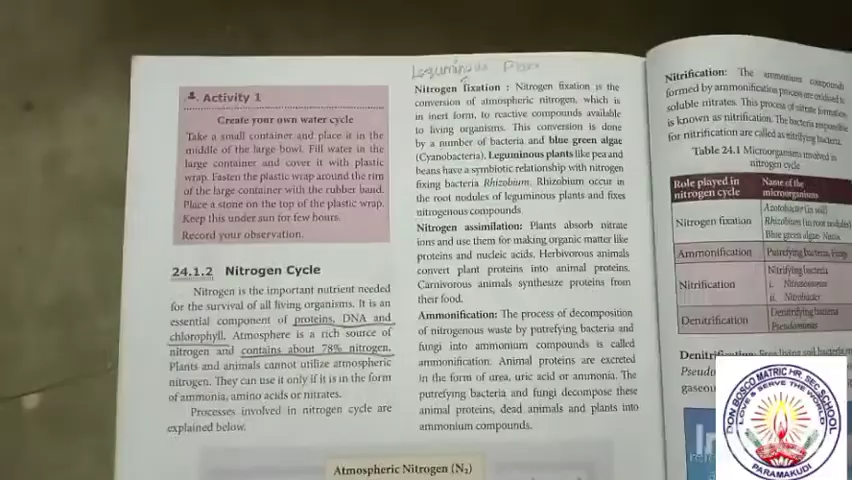 Activity 1
Create your own water cycle
Take a small container and place it in the
middle of the large bowl. Fill water in the
large container and cover it with plastic
wrap. Fasten the plastic wrap around the rim
of the large container with the rubber band.
Place a stone on the top of the plastic wrap.
Keep this under sun for few hours.
Record your observation.
24.1.2 Nitrogen Cycle
Nitrogen is the important nutrient needed
for the survival of all living organisms. It is an
essential component of proteins, DNA and
chlorophyll. Atmosphere is a rich source of
nitrogen and contains about 78% nitrogen.
Plants and animals cannot utilize atmospheric
nitrogen. They can use it only if it is in the form
of ammonia, amino acids or nitrates.
Processes involved in nitrogen cycle are
explained below.
Leguminous Plant
Nitrogen fixation : Nitrogen fixation is the
conversion of atmospheric nitrogen, which is
in inert form, to reactive compounds available
to living organisms. This conversion is done
by a number of bacteria and blue green algae
(Cyanobacteria). Leguminous plants like pea and
beans have a symbiotic relationship with nitrogen
fixing bacteria Rhizobium. Rhizobium occur in
the root nodules of leguminous plants and fixes
nitrogenous compounds
Nitrogen assimilation: Plants absorb nitrate
ions and use them for making organic matter like
proteins and nucleic acids. Herbivorous animals
convert plant proteins into animal proteins.
Carnivorous animals synthesize proteins from
their food.
Ammonification: The process of decomposition
of nitrogenous waste by putrefying bacteria and
fungi into ammonium compounds is called
ammonification. Animal proteins are excreted
in the form of urea, uric acid or ammonia. The
putrefying bacteria and fungi decompose these
animal proteins, dead animals and plants into
ammonium compounds.
Atmospheric Nitrogen (N₂)
Nitrification: The ammonium compounds
formed by ammonification process are oxidised to
soluble nitrates. This process of nitrate formation
is known as nitrification. The bacteria responsible
for nitrification are called as nitrifying bacteria.
Table 24.1 Microorganisms involved in
nitrogen cycle
Role played in nitrogen cycle Name of the microorganisms
Nitrogen fixation Azotobacter (in soil)
Rhizobium (in root nodules)
Blue green algae- Nostoc
Ammonification Putrefying bacteria, Fungi
Nitrification Nitrifying bacteria
i. Nitrosomonas
ii. Nitrobacter
Denitrification Denitrifying bacteria
Pseudomonas
Denitrification: Free living soil bacteria
DON BOSCO MATRIC HR. SEC. SCHOOL
LOVE & SERVE THE WORLD
PARAMAKUDI